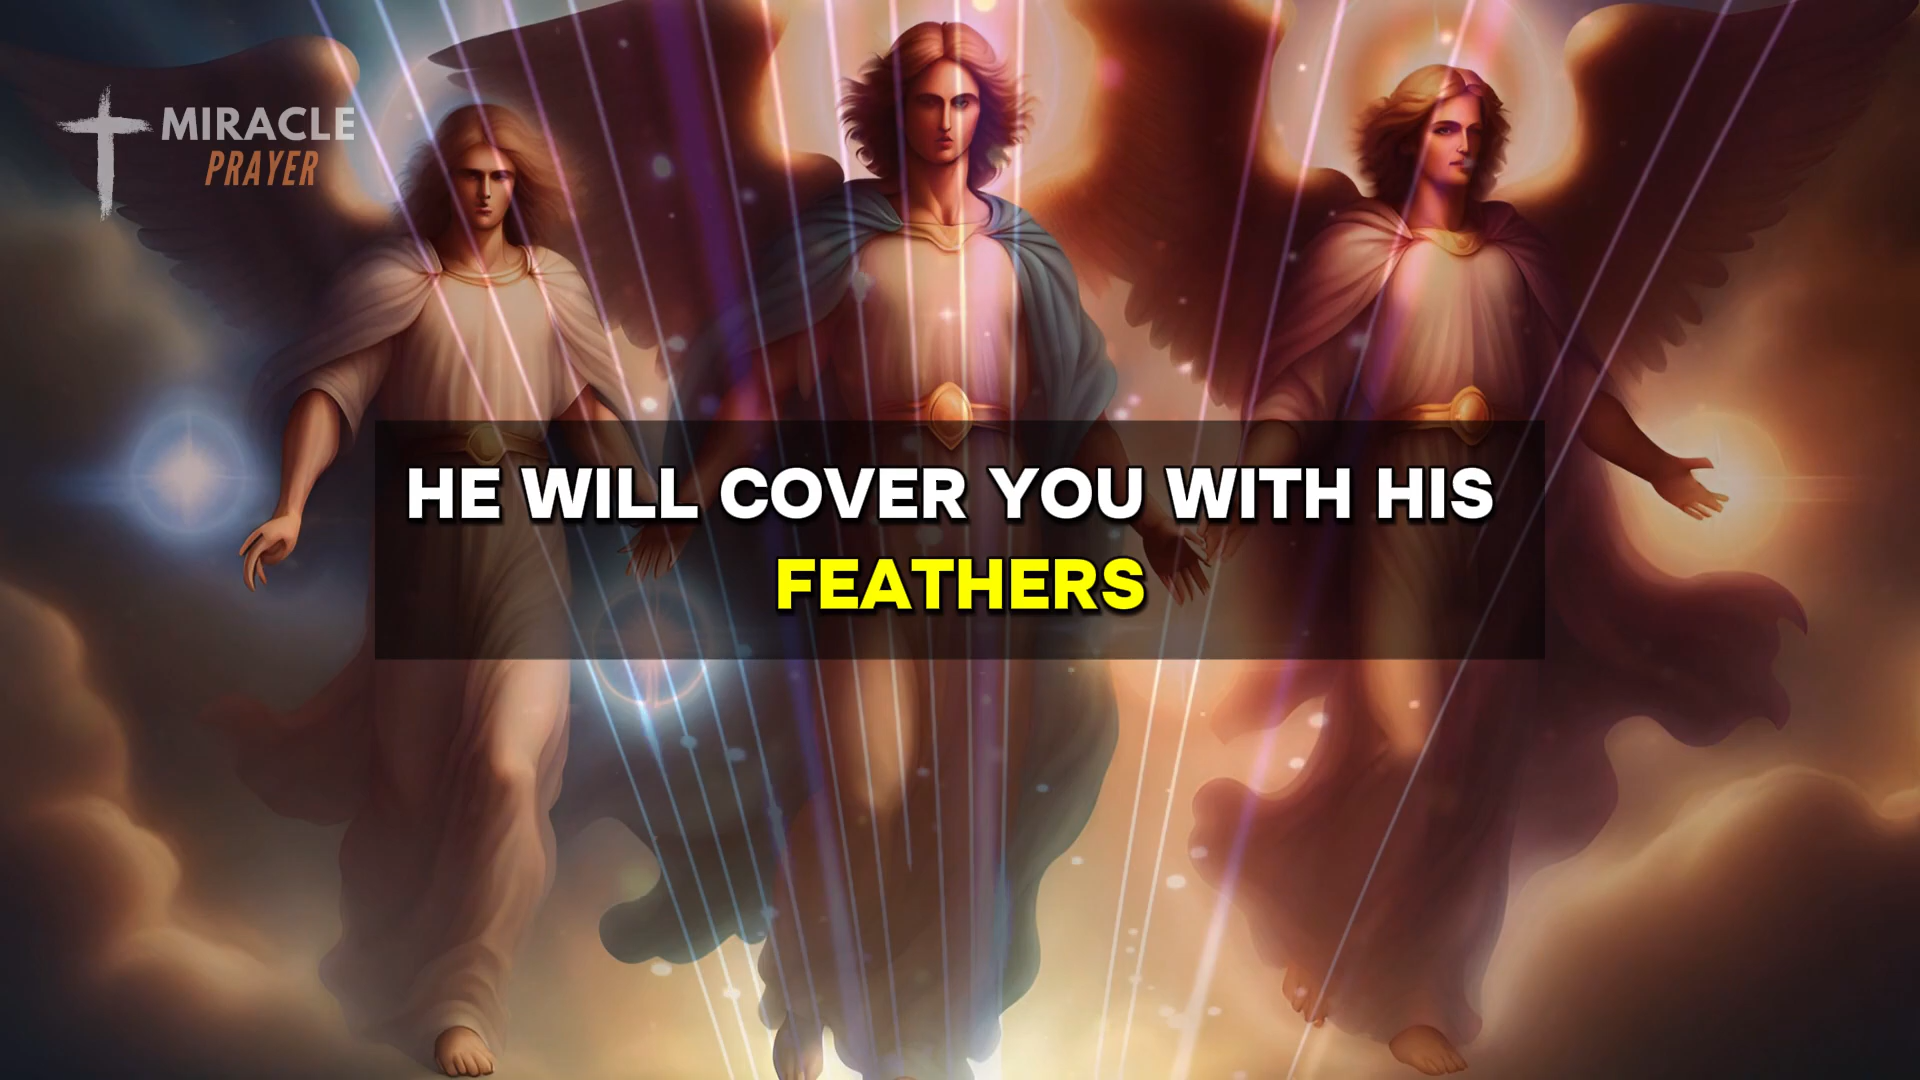 MIRACLE
PRAYER
HE WILL COVER YOU WITH HIS
FEATHERS